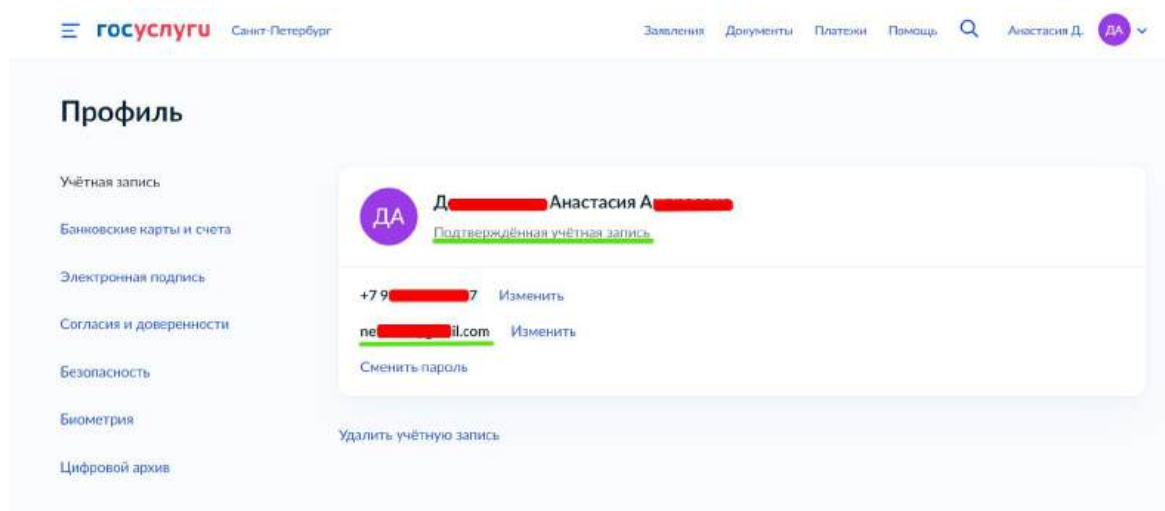 госуслуги Санкт-Петербург Заявления Документы Платежи Помощь Анастасия Д. ДА
Профиль
Учётная запись
Банковские карты и счета
Электронная подпись
Согласия и доверенности
Безопасность
Биометрия
Цифровой архив
ДА
Д Анастасия А
Подтверждённая учётная запись
+7 9 7 Изменить
ne il.com Изменить
Сменить пароль
Удалить учётную запись